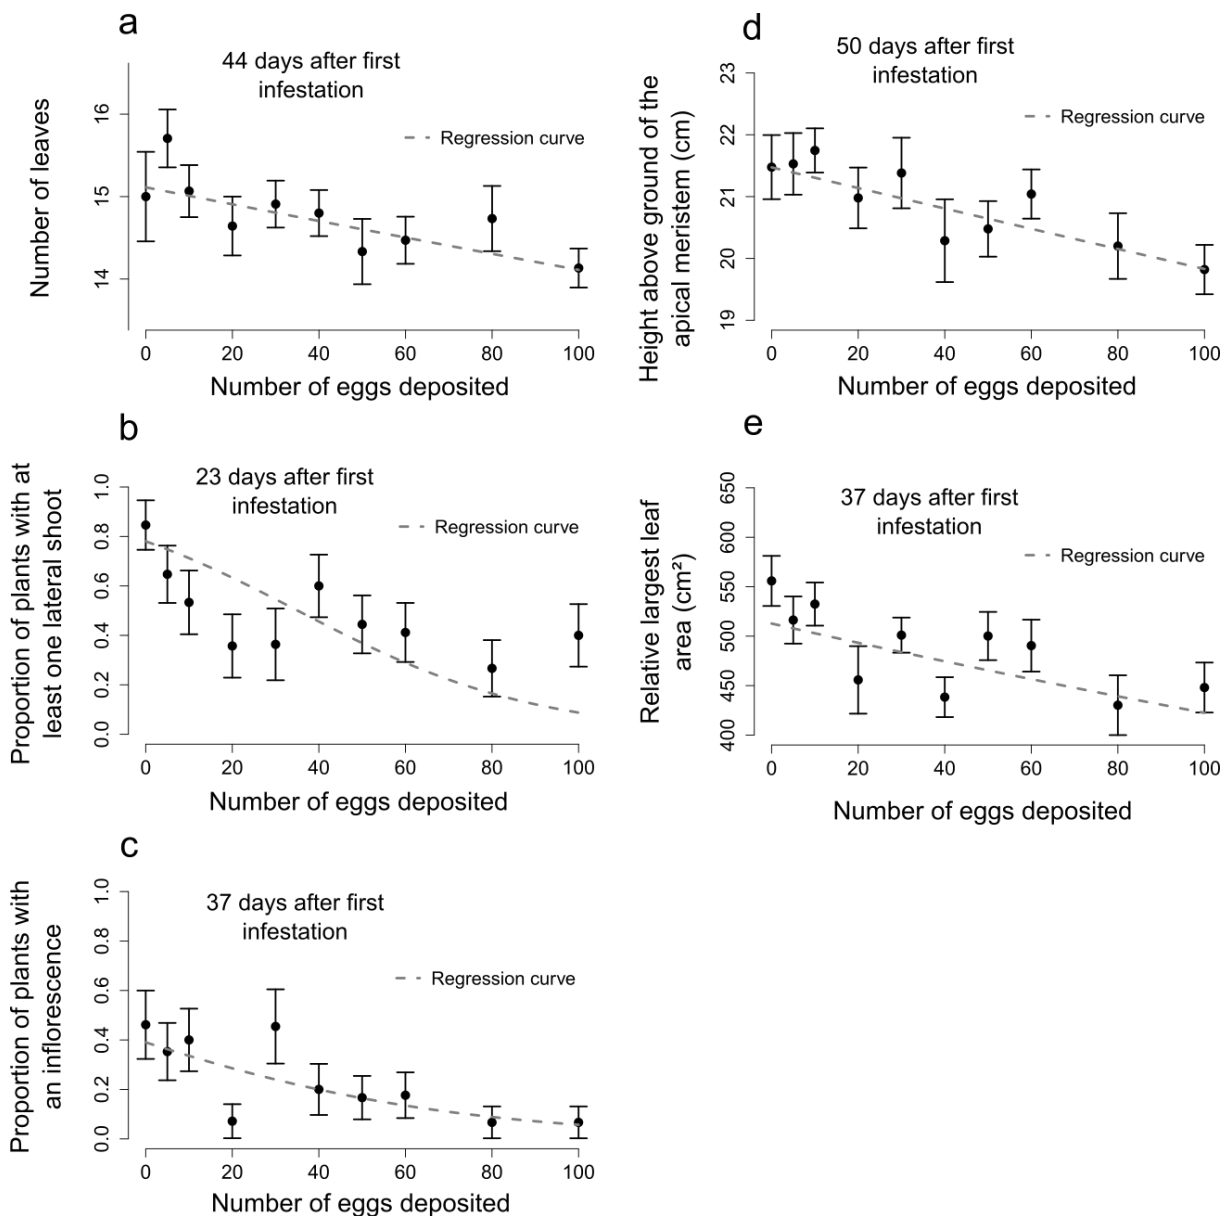 a
44 days after first
infestation
Number of leaves
16
15
14
Regression curve
0 20 40 60 80 100
Number of eggs deposited
d
50 days after first
infestation
Height above ground of the
apical meristem (cm)
23
22
21
20
19
Regression curve
0 20 40 60 80 100
Number of eggs deposited
b
23 days after first
infestation
Proportion of plants with at
least one lateral shoot
1.0
0.8
0.6
0.4
0.2
0.0
Regression curve
0 20 40 60 80 100
Number of eggs deposited
e
37 days after first
infestation
Relative largest leaf
area (cm²)
650
600
550
500
450
400
Regression curve
0 20 40 60 80 100
Number of eggs deposited
c
37 days after first
infestation
Proportion of plants with
an inflorescence
1.0
0.8
0.6
0.4
0.2
0.0
Regression curve
0 20 40 60 80 100
Number of eggs deposited